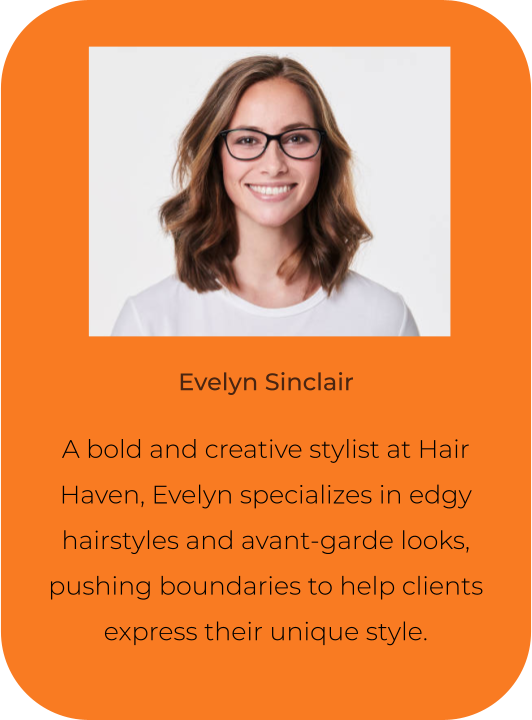 Evelyn Sinclair
A bold and creative stylist at Hair
Haven, Evelyn specializes in edgy
hairstyles and avant-garde looks,
pushing boundaries to help clients
express their unique style.